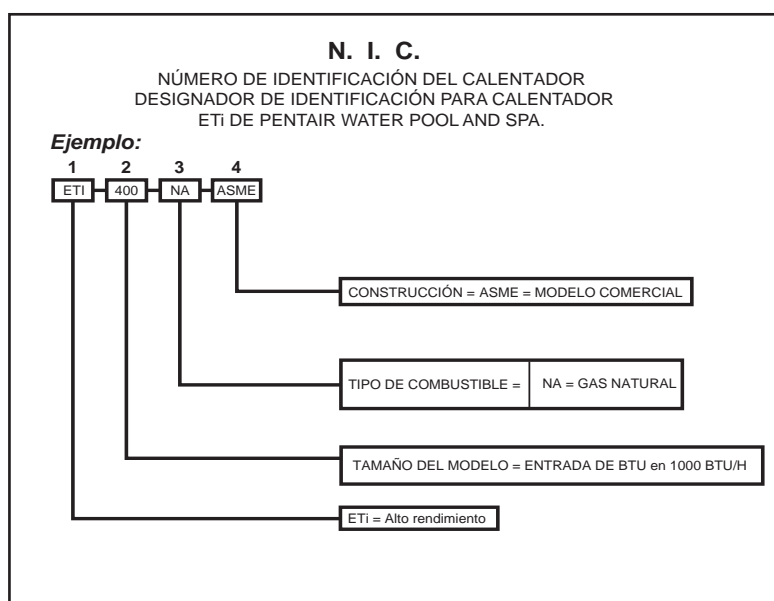 N. I. C.
NÚMERO DE IDENTIFICACIÓN DEL CALENTADOR
DESIGNADOR DE IDENTIFICACIÓN PARA CALENTADOR
ETi DE PENTAIR WATER POOL AND SPA.
Ejemplo:
1 2 3 4
ETI 400 NA ASME
CONSTRUCCIÓN = ASME = MODELO COMERCIAL
TIPO DE COMBUSTIBLE = NA = GAS NATURAL
TAMAÑO DEL MODELO = ENTRADA DE BTU en 1000 BTU/H
ETi = Alto rendimiento